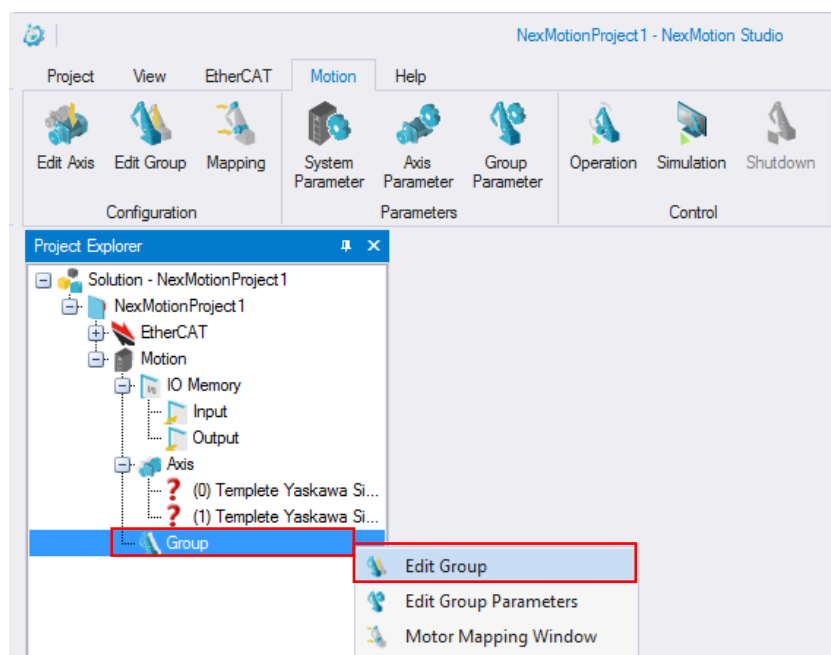 NexMotionProject1 - NexMotion Studio
Project View EtherCAT Motion Help
Edit Axis Edit Group Mapping System Parameter Axis Parameter Group Parameter Operation Simulation Shutdown
Configuration Parameters Control
Project Explorer
Solution - NexMotionProject1
NexMotionProject1
EtherCAT
Motion
IO Memory
Input
Output
Axis
(0) Templete Yaskawa Si...
(1) Templete Yaskawa Si...
Group
Edit Group
Edit Group Parameters
Motor Mapping Window